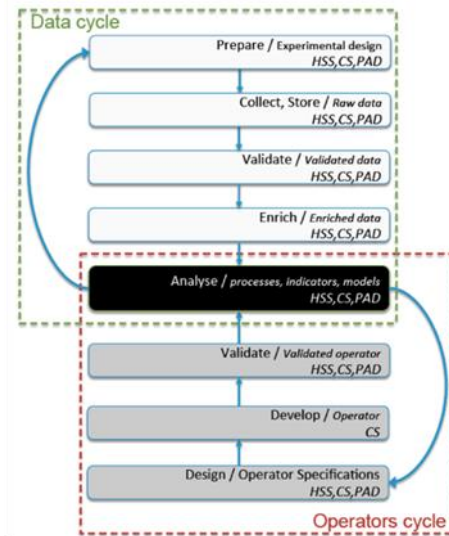 Data cycle
Prepare / Experimental design
HSS,CS,PAD
Collect, Store / Raw data
HSS,CS,PAD
Validate / Validated data
HSS,CS,PAD
Enrich / Enriched data
HSS,CS,PAD
Analyse / processes, indicators, models
HSS,CS,PAD
Validate / Validated operator
HSS,CS,PAD
Develop / Operator
CS
Design / Operator Specifications
HSS,CS,PAD
Operators cycle